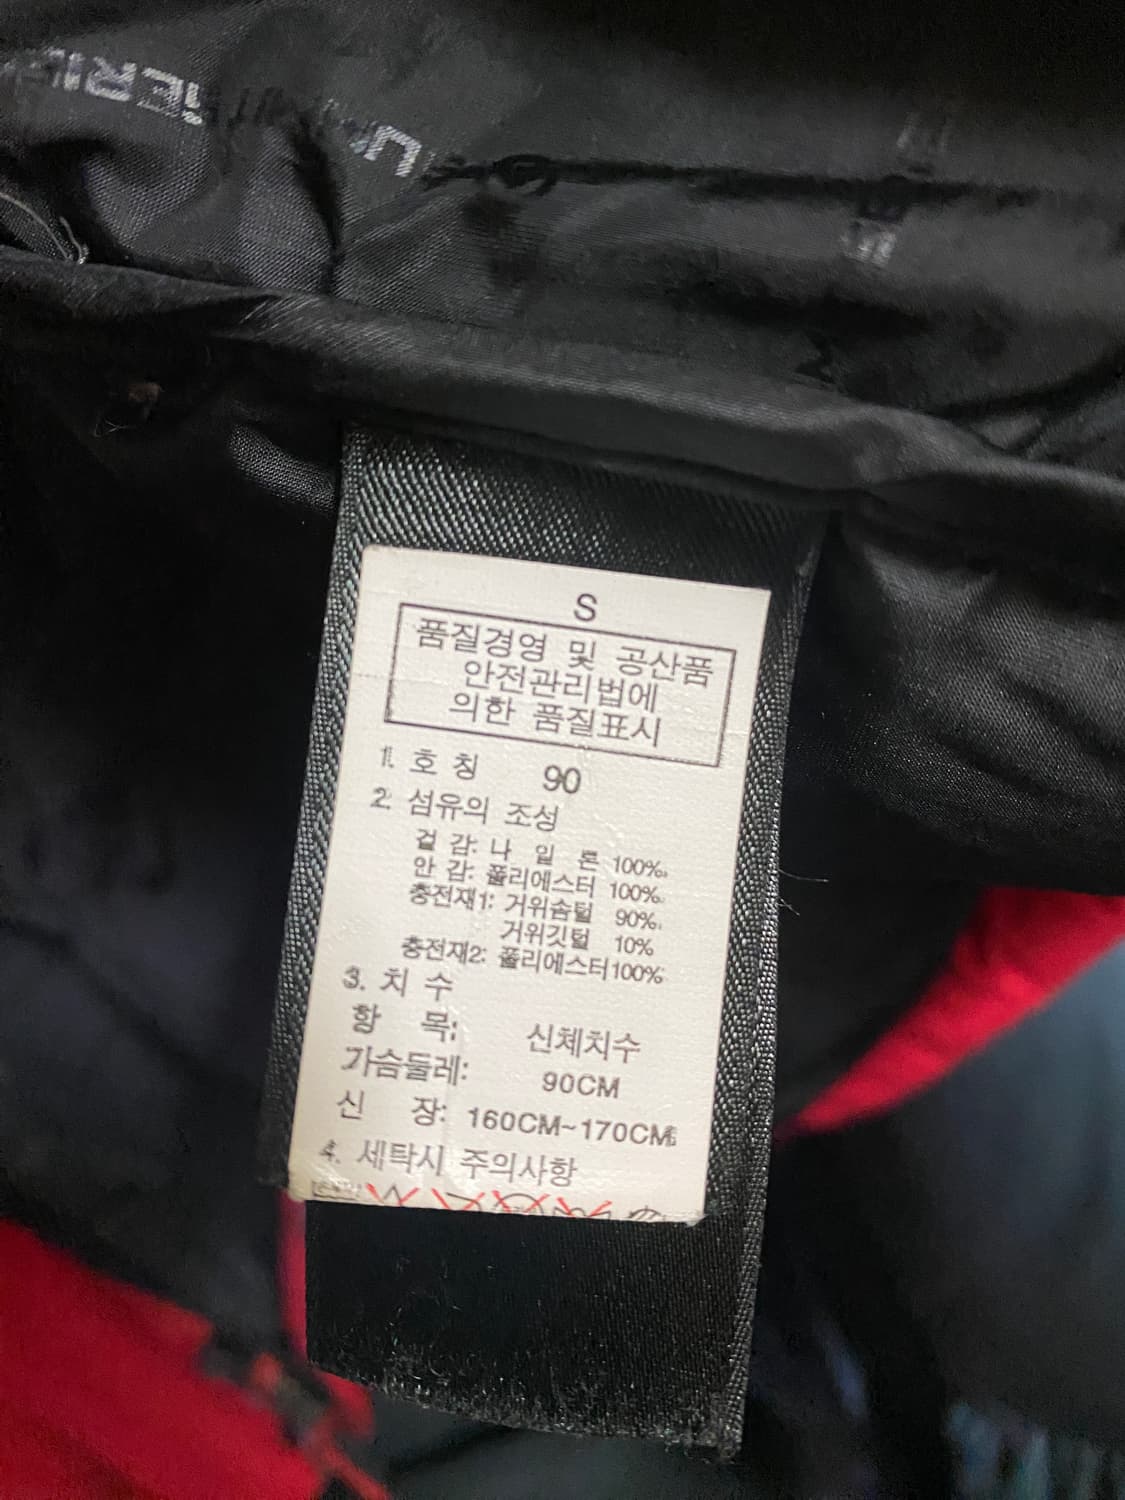 S
품질경영 및 공산품
안전관리법에
의한 품질표시
1. 호 칭 90
2. 섬유의 조성
겉 감: 나 일 론 100%
안 감: 폴리에스터 100%
충전재1: 거위솜털 90%
거위깃털 10%
충전재2: 폴리에스터100%
3. 치 수
항 목: 신체치수
가슴둘레: 90CM
신 장: 160CM~170CM
4. 세탁시 주의사항